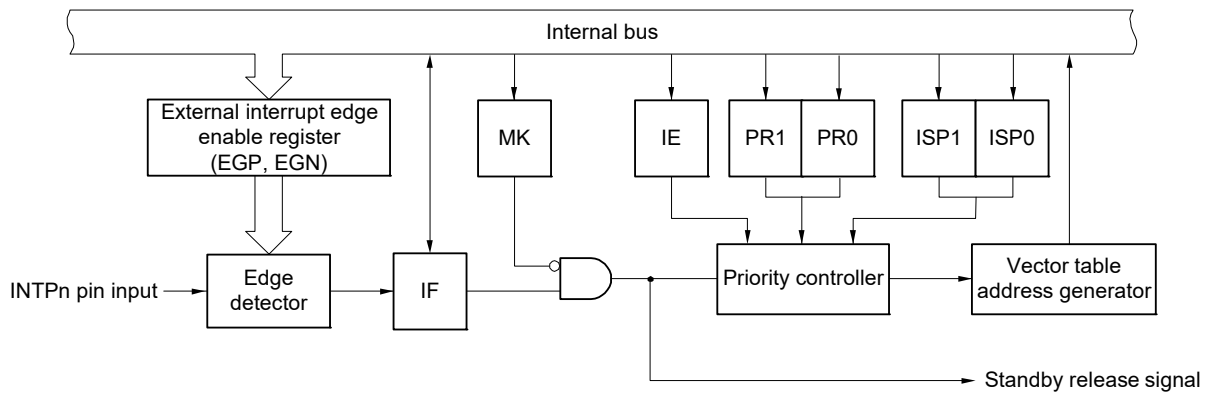 Internal bus
External interrupt edge
enable register
(EGP, EGN)
MK
IE
PR1
PR0
ISP1
ISP0
INTPn pin input
Edge
detector
IF
Priority controller
Vector table
address generator
Standby release signal